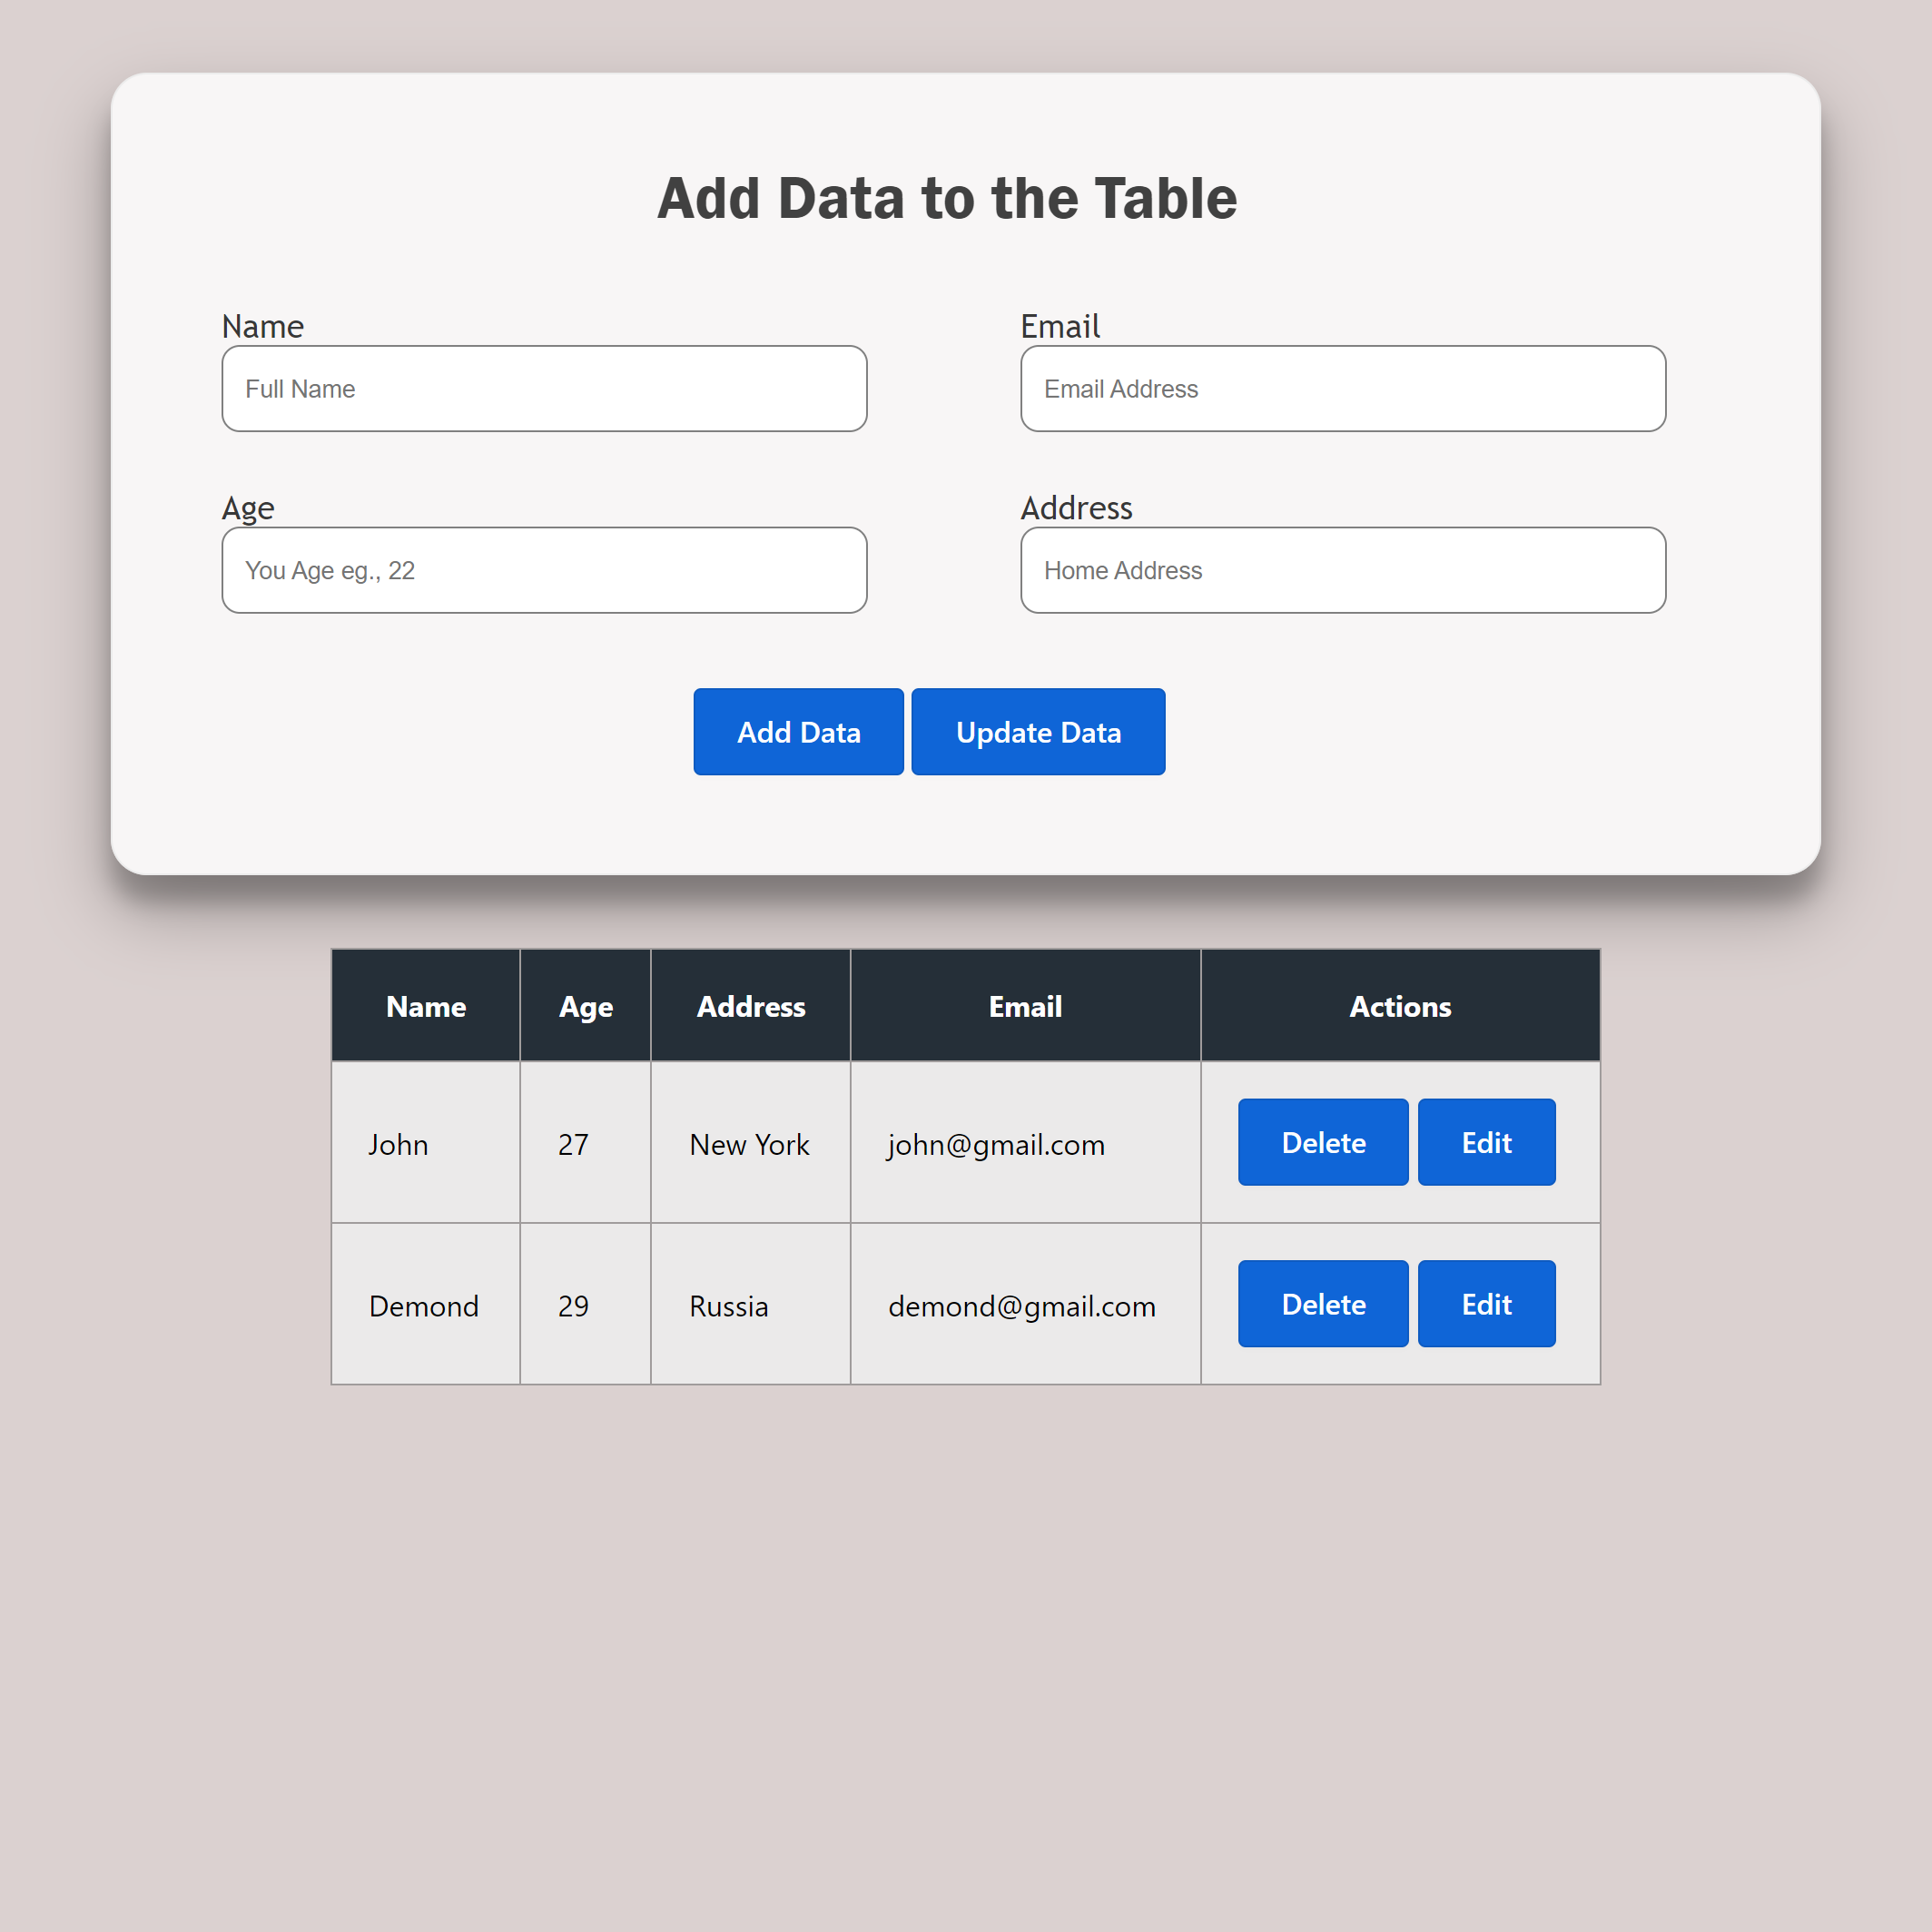 Add Data to the Table
Name Email
Full Name Email Address
Age Address
You Age eg., 22 Home Address
Add Data Update Data
Name Age Address Email Actions
John 27 New York john@gmail.com Delete Edit
Demond 29 Russia demond@gmail.com Delete Edit